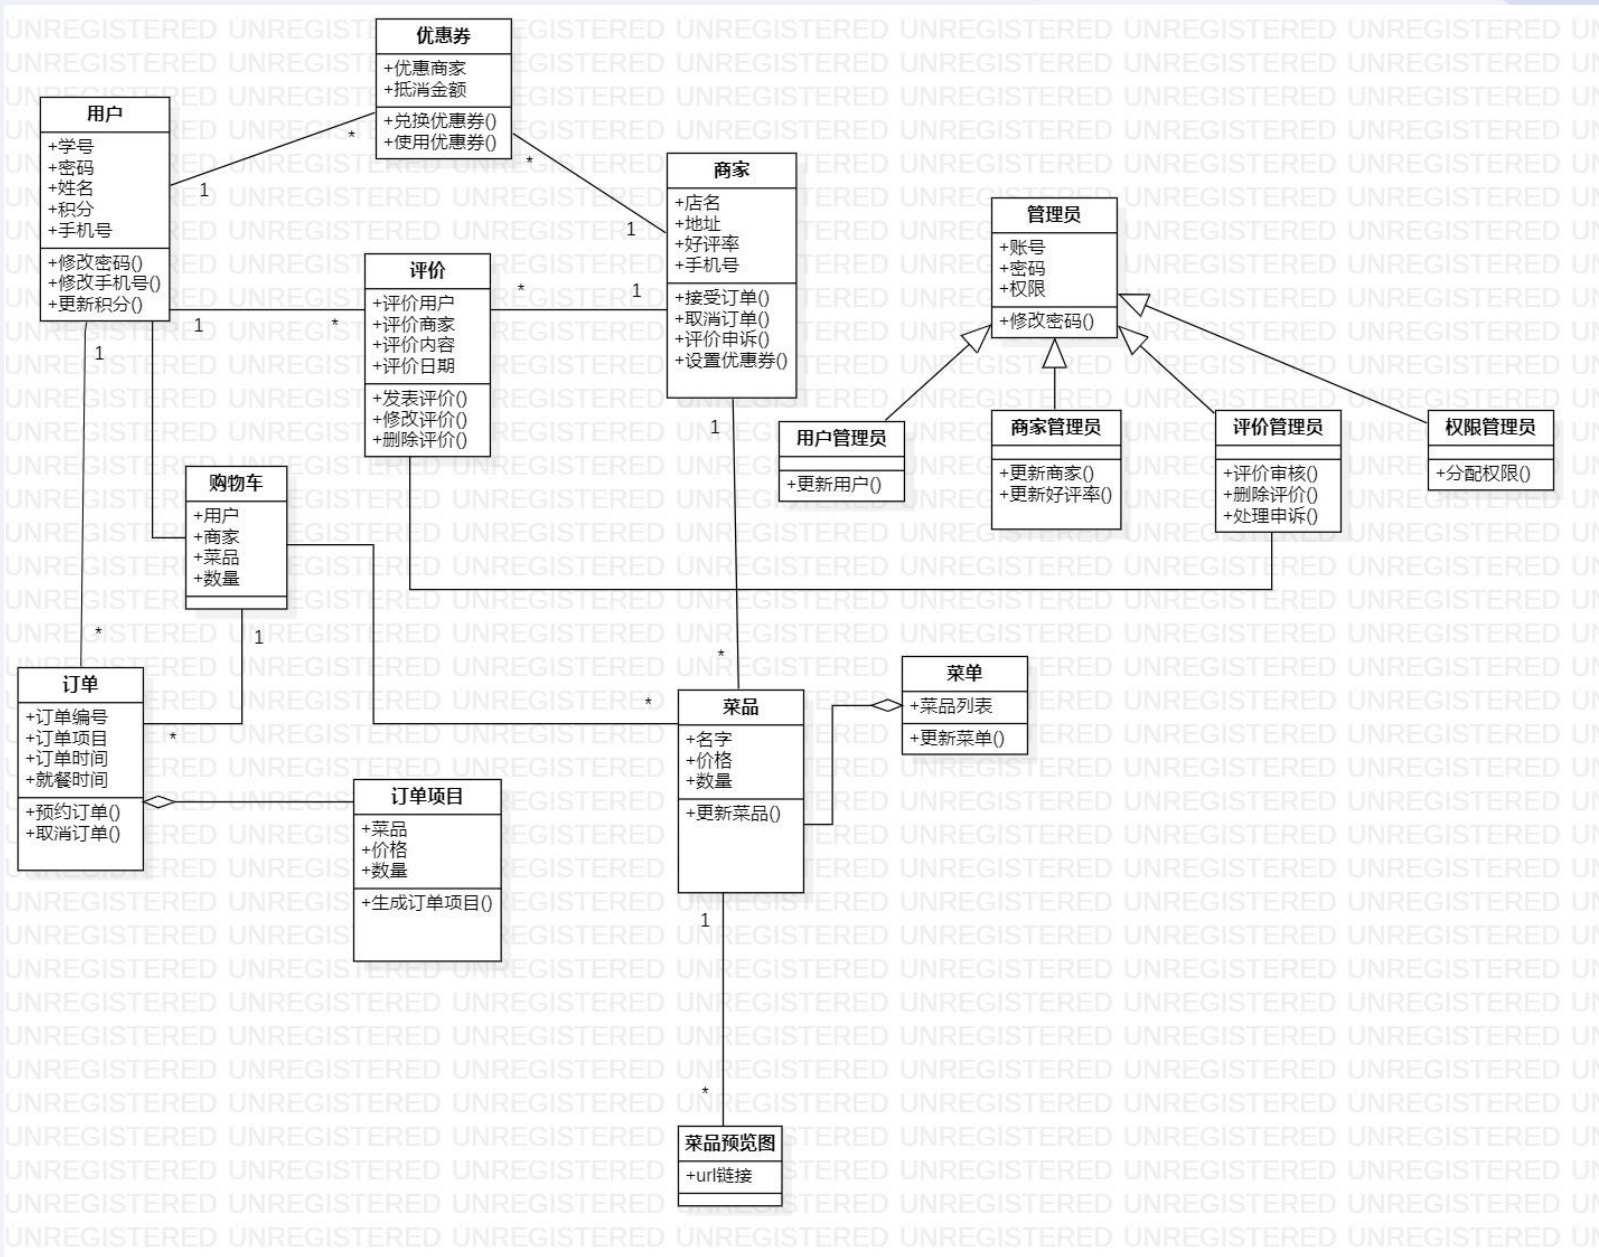 优惠券
+优惠商家
+抵消金额
+兑换优惠券()
+使用优惠券()
用户
+学号
+密码
+姓名
+积分
+手机号
+修改密码()
+修改手机号()
+更新积分()
*
1
*
1
商家
+店名
+地址
+好评率
+手机号
+接受订单()
+取消订单()
+评价申诉()
+设置优惠券()
评价
+评价用户
+评价商家
+评价内容
+评价日期
+发表评价()
+修改评价()
+删除评价()
1
*
*
1
管理员
+账号
+密码
+权限
+修改密码()
用户管理员
+更新用户()
商家管理员
+更新商家()
+更新好评率()
评价管理员
+评价审核()
+删除评价()
+处理申诉()
权限管理员
+分配权限()
1
*
购物车
+用户
+商家
+菜品
+数量
1
*
订单
+订单编号
+订单项目
+订单时间
+就餐时间
+预约订单()
+取消订单()
订单项目
+菜品
+价格
+数量
+生成订单项目()
1
*
*
菜品
+名字
+价格
+数量
+更新菜品()
菜单
+菜品列表
+更新菜单()
1
*
菜品预览图
+url链接
UNREGISTERED